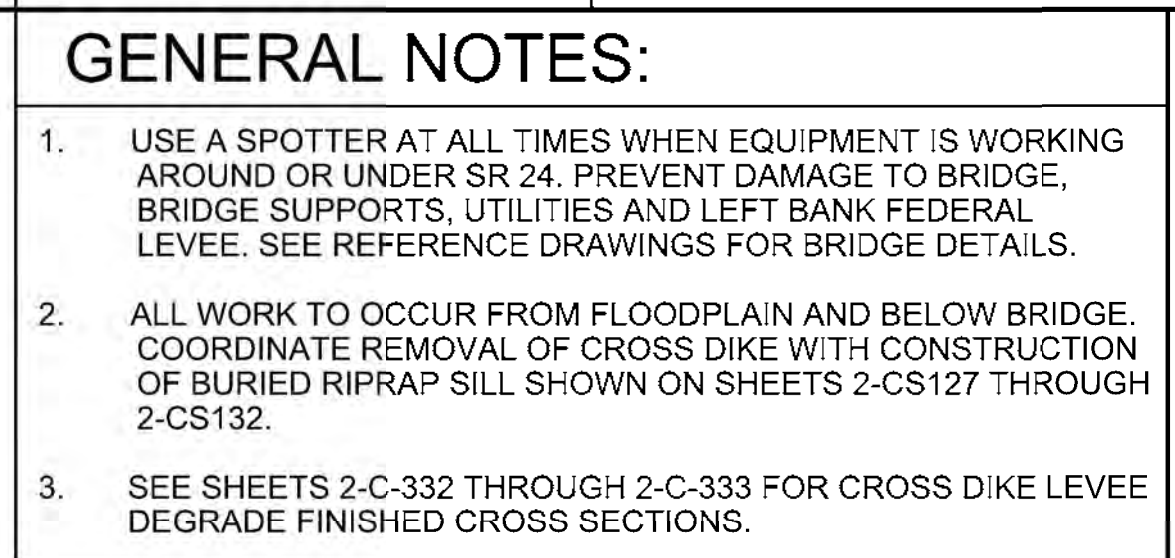 GENERAL NOTES:
1. USE A SPOTTER AT ALL TIMES WHEN EQUIPMENT IS WORKING
AROUND OR UNDER SR 24. PREVENT DAMAGE TO BRIDGE,
BRIDGE SUPPORTS, UTILITIES AND LEFT BANK FEDERAL
LEVEE. SEE REFERENCE DRAWINGS FOR BRIDGE DETAILS.
2. ALL WORK TO OCCUR FROM FLOODPLAIN AND BELOW BRIDGE.
COORDINATE REMOVAL OF CROSS DIKE WITH CONSTRUCTION
OF BURIED RIPRAP SILL SHOWN ON SHEETS 2-CS127 THROUGH
2-CS132.
3. SEE SHEETS 2-C-332 THROUGH 2-C-333 FOR CROSS DIKE LEVEE
DEGRADE FINISHED CROSS SECTIONS.